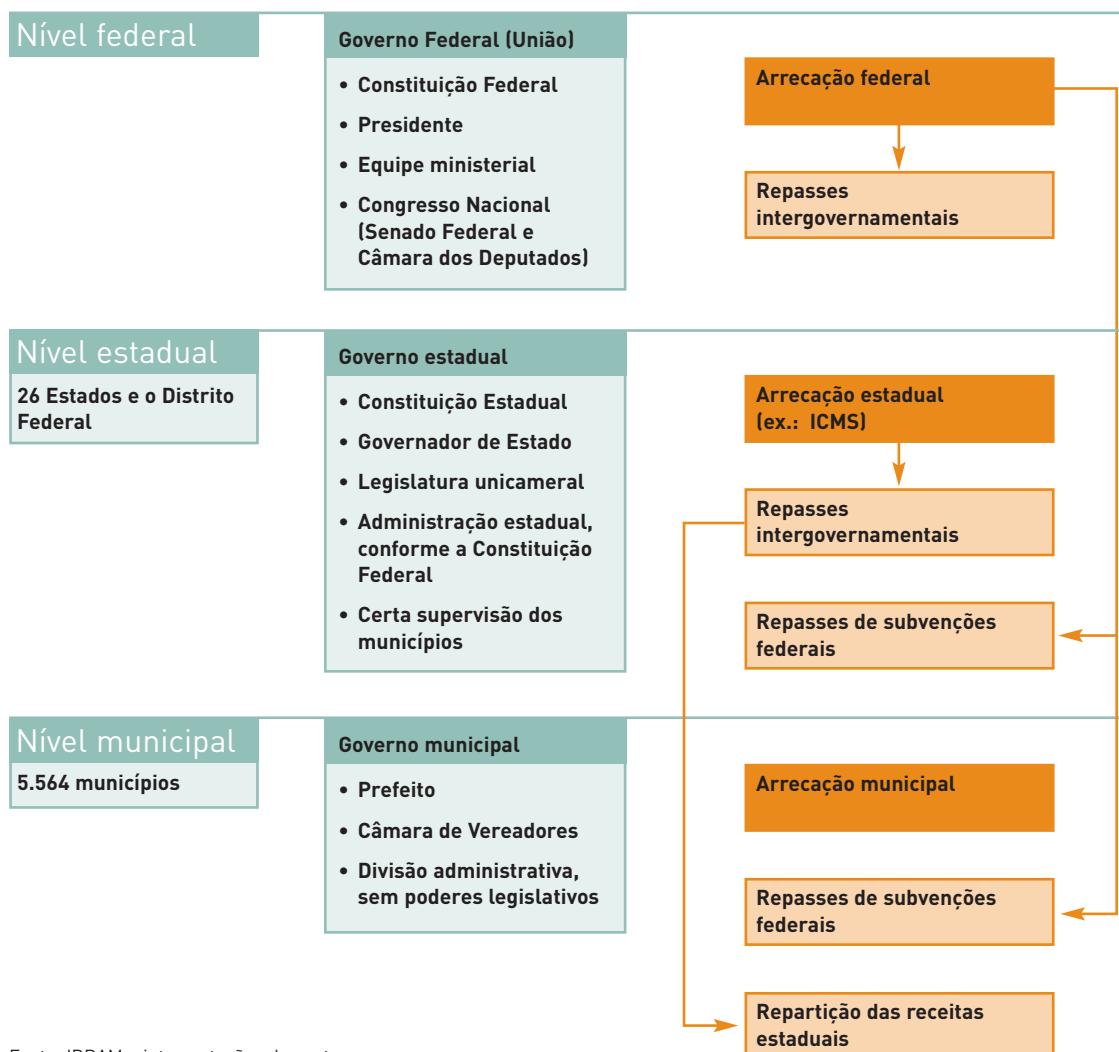 Nível federal
Governo Federal (União)
• Constituição Federal
• Presidente
• Equipe ministerial
• Congresso Nacional
(Senado Federal e
Câmara dos Deputados)
Arrecação federal
Repasses
intergovernamentais
Nível estadual
26 Estados e o Distrito
Federal
Governo estadual
• Constituição Estadual
• Governador de Estado
• Legislatura unicameral
• Administração estadual,
conforme a Constituição
Federal
• Certa supervisão dos
municípios
Arrecação estadual
(ex.: ICMS)
Repasses
intergovernamentais
Repasses de subvenções
federais
Nível municipal
5.564 municípios
Governo municipal
• Prefeito
• Câmara de Vereadores
• Divisão administrativa,
sem poderes legislativos
Arrecação municipal
Repasses de subvenções
federais
Repartição das receitas
estaduais